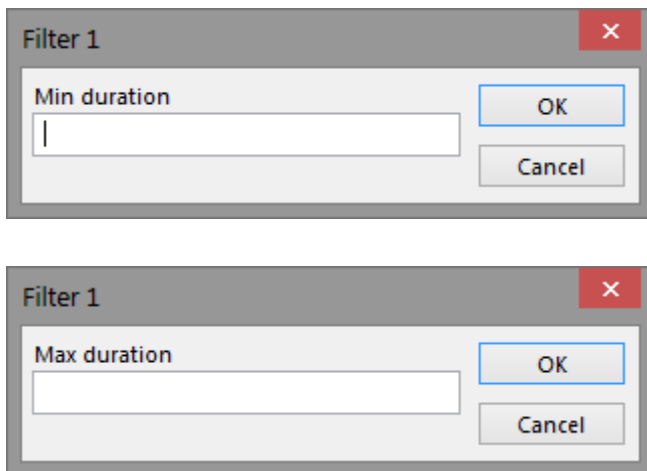 Filter 1
Min duration
OK
Cancel
Filter 1
Max duration
OK
Cancel